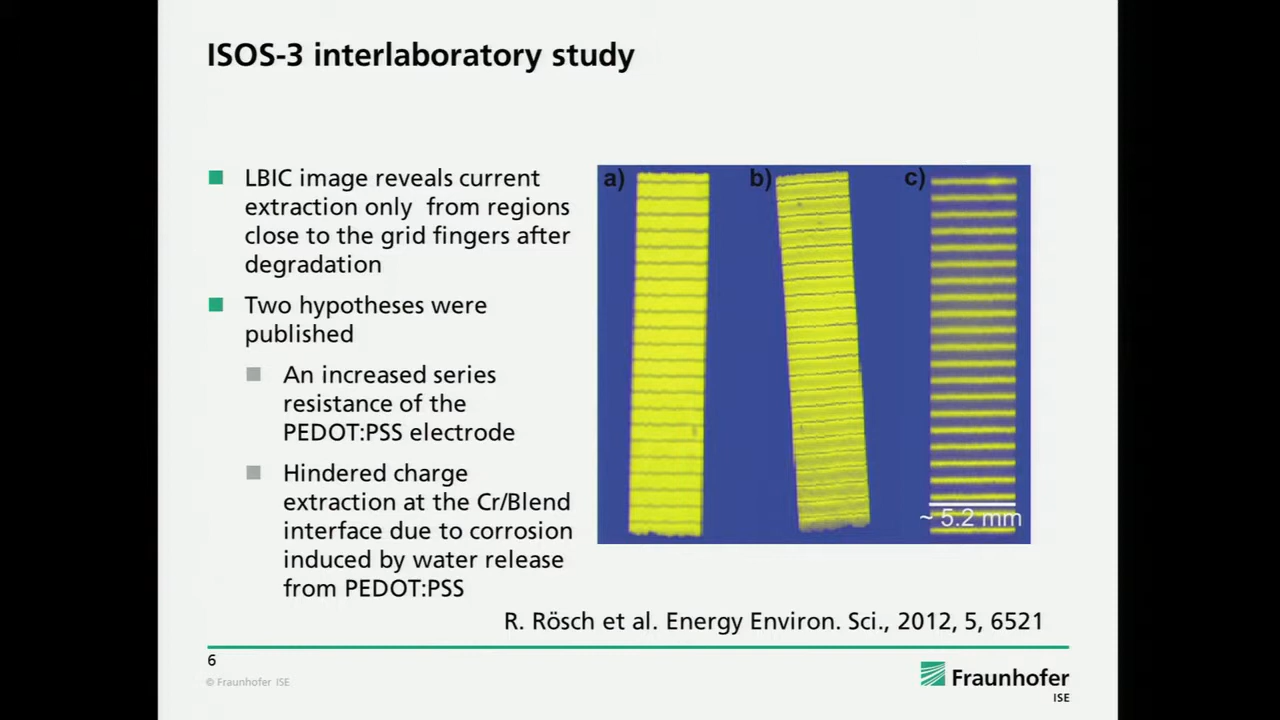 ISOS-3 interlaboratory study
LBIC image reveals current
extraction only from regions
close to the grid fingers after
degradation
Two hypotheses were
published
An increased series
resistance of the
PEDOT:PSS electrode
Hindered charge
extraction at the Cr/Blend
interface due to corrosion
induced by water release
from PEDOT:PSS
a) b) c)
~ 5.2 mm
R. Rösch et al. Energy Environ. Sci., 2012, 5, 6521
6
© Fraunhofer ISE
Fraunhofer
ISE